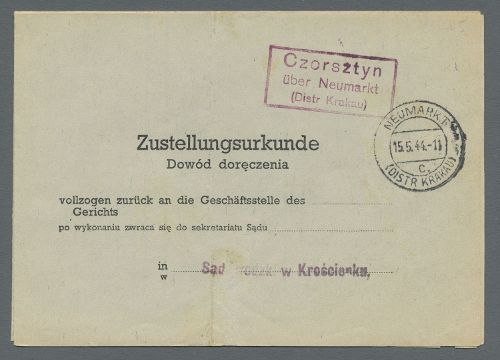 Czorsztyn
über Neumarkt
(Distr Krakau)
NEUMARKT
15.5.44.-11
c
(DISTR KRAKAU)
Zustellungsurkunde
Dowód doręczenia
vollzogen zurück an die Geschäftsstelle des
Gerichts
po wykonaniu zwraca się do sekretariatu Sądu
in
w Sąd w Krościenku,